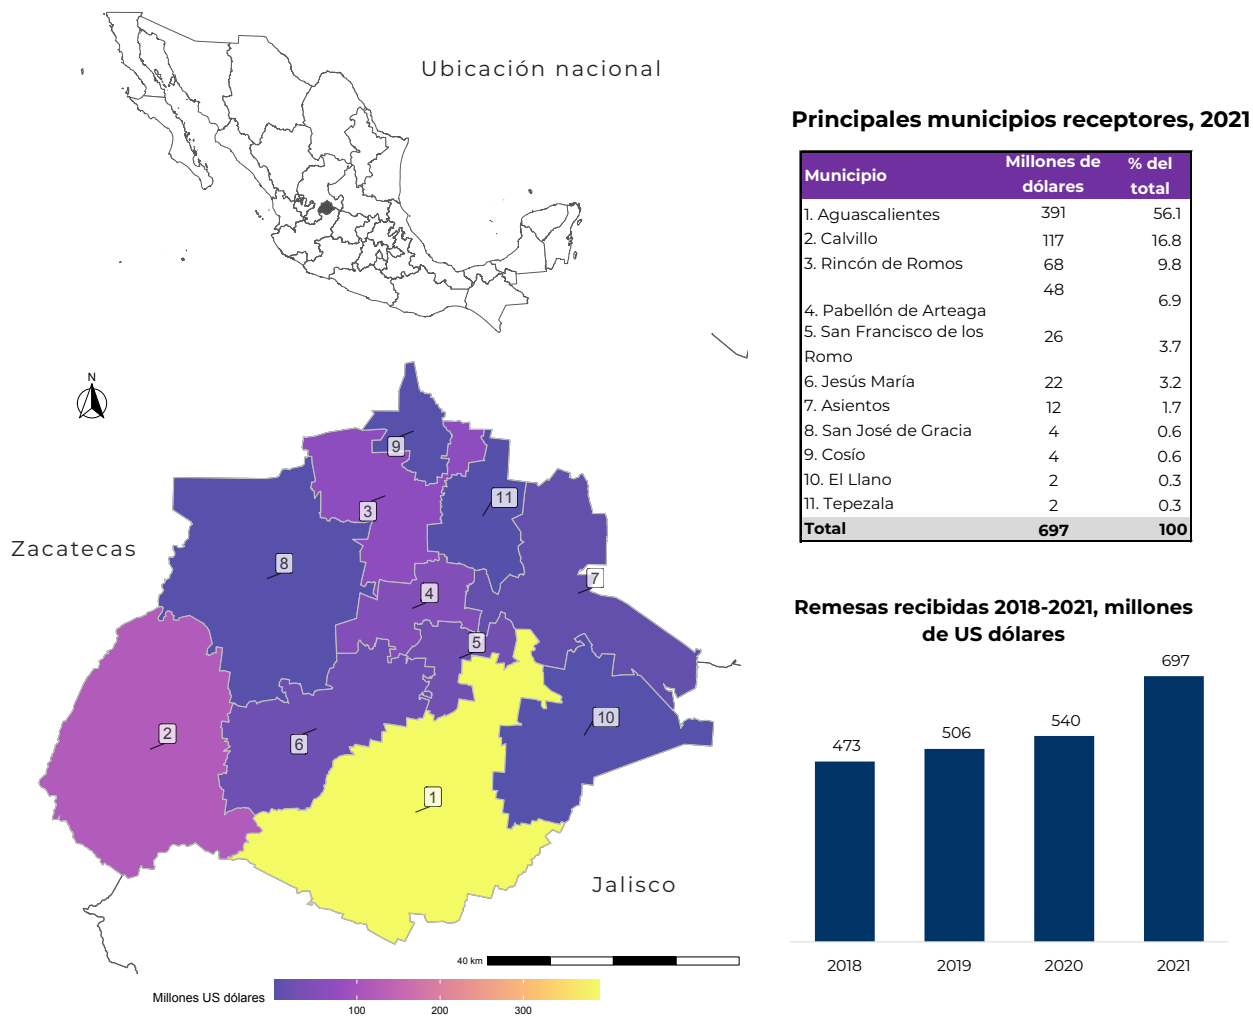 Ubicación nacional
Principales municipios receptores, 2021
Municipio Millones de dólares % del total
1. Aguascalientes 391 56.1
2. Calvillo 117 16.8
3. Rincón de Romos 68 9.8
4. Pabellón de Arteaga 48 6.9
5. San Francisco de los
Romo 26 3.7
6. Jesús María 22 3.2
7. Asientos 12 1.7
8. San José de Gracia 4 0.6
9. Cosío 4 0.6
10. El Llano 2 0.3
11. Tepezala 2 0.3
Total 697 100
N
9
11
3
Zacatecas
8
7
4
5
10
2
6
1
Jalisco
40 km
Millones US dólares
100 200 300
Remesas recibidas 2018-2021, millones
de US dólares
473 506 540 697
2018 2019 2020 2021